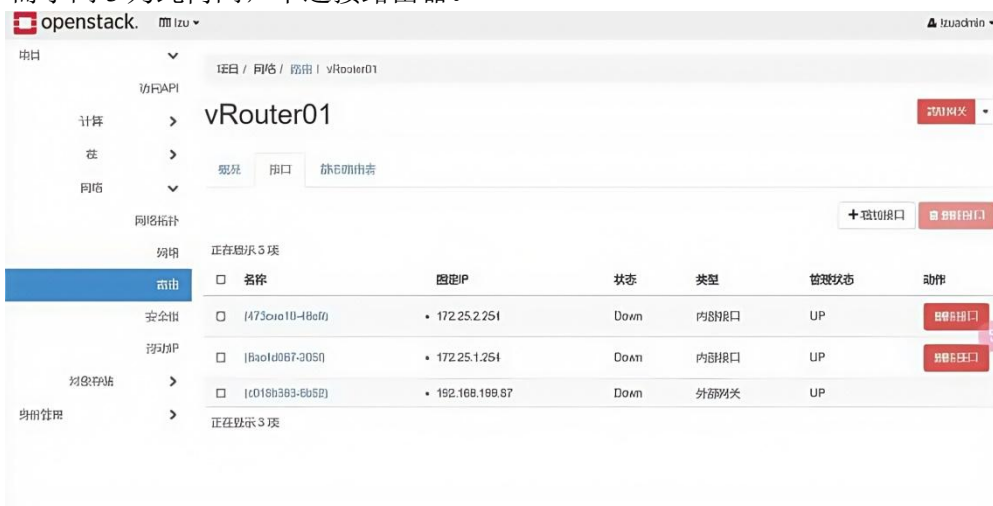 openstack. lzu
lzuadmin
项目
访问API
计算
网络
网络拓扑
网络
路由
安全组
浮动IP
对象存储
身份管理
项目 / 网络 / 路由 / vRouter01
vRouter01
清除网关
概况 接口 静态路由表
+增加接口 删除接口
正在显示 3 项
名称 固定IP 状态 类型 管理状态 动作
• 172.25.2.254 Down 内部接口 UP 删除接口
• 172.25.1.254 Down 内部接口 UP 删除接口
• 192.168.199.87 Down 外部网关 UP
正在显示 3 项